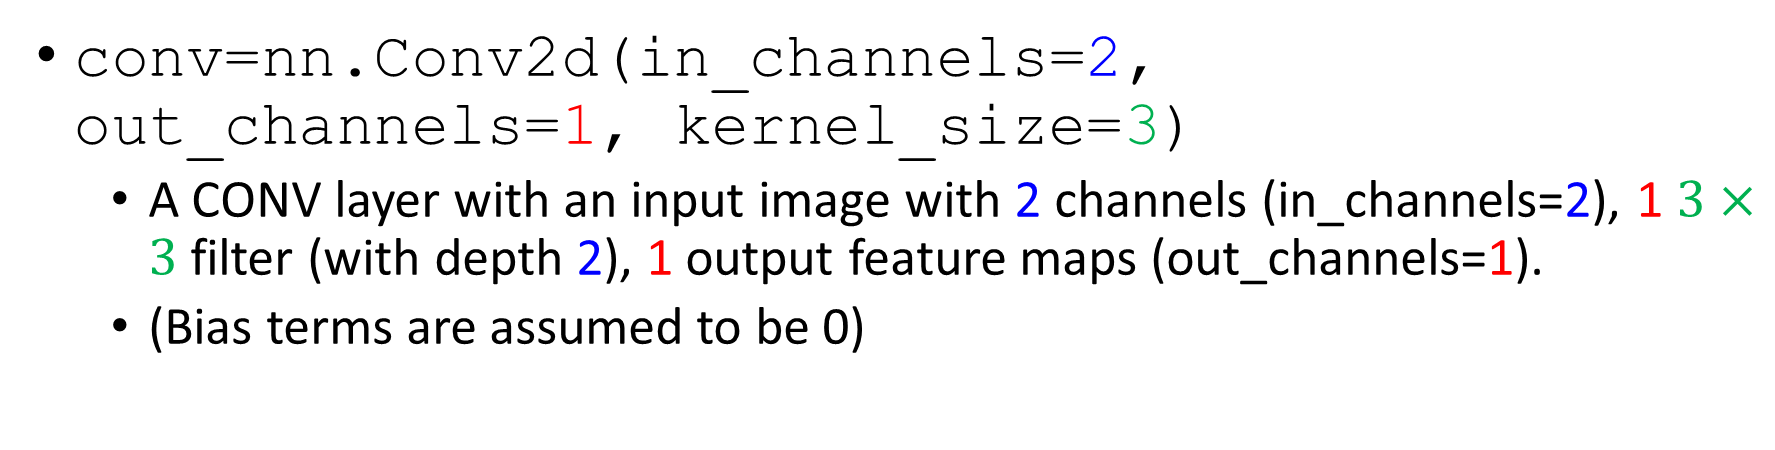 • conv=nn.Conv2d(in_channels=2,
out_channels=1, kernel_size=3)
• A CONV layer with an input image with 2 channels (in_channels=2), 1 3 ×
3 filter (with depth 2), 1 output feature maps (out_channels=1).
• (Bias terms are assumed to be 0)